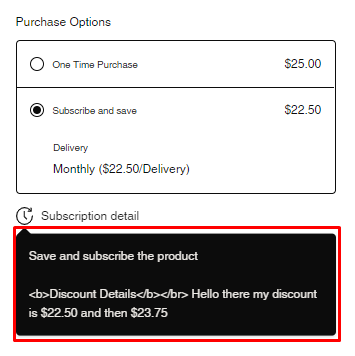 Purchase Options
One Time Purchase $25.00
Subscribe and save $22.50
Delivery
Monthly ($22.50/Delivery)
Subscription detail
Save and subscribe the product
<b>Discount Details</b></br> Hello there my discount
is $22.50 and then $23.75